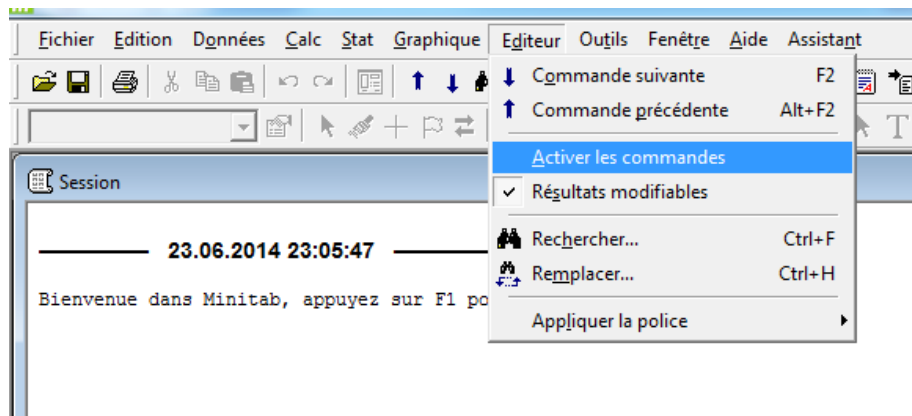 Fichier Edition Données Calc Stat Graphique Editeur Outils Fenêtre Aide Assistant
Commande suivante F2
Commande précédente Alt+F2
Activer les commandes
Résultats modifiables
Rechercher... Ctrl+F
Remplacer... Ctrl+H
Appliquer la police
Session
23.06.2014 23:05:47
Bienvenue dans Minitab, appuyez sur F1 po